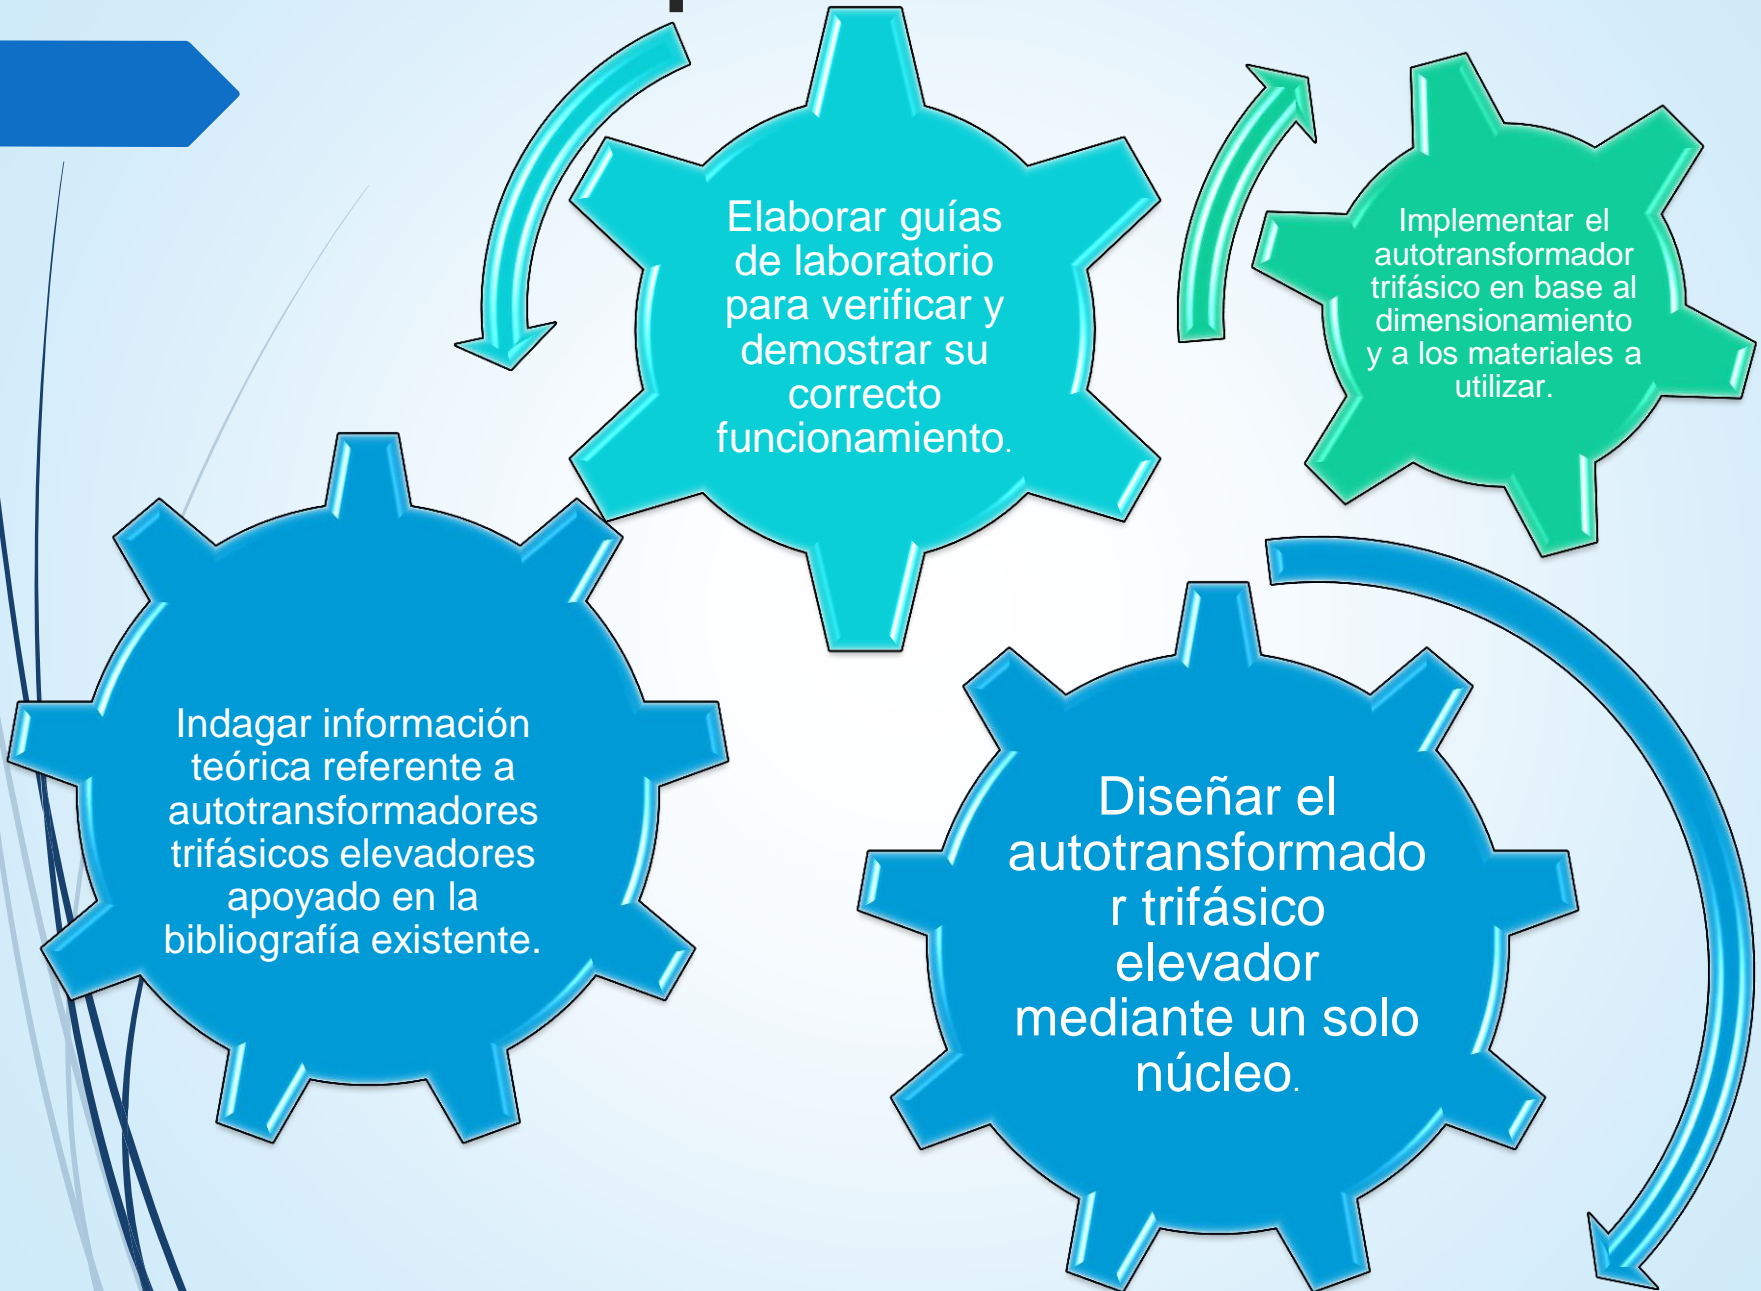 Elaborar guías
de laboratorio
para verificar y
demostrar su
correcto
funcionamiento.
Implementar el
autotransformador
trifásico en base al
dimensionamiento
y a los materiales a
utilizar.
Indagar información
teórica referente a
autotransformadores
trifásicos elevadores
apoyado en la
bibliografía existente.
Diseñar el
autotransformado
r trifásico
elevador
mediante un solo
núcleo.